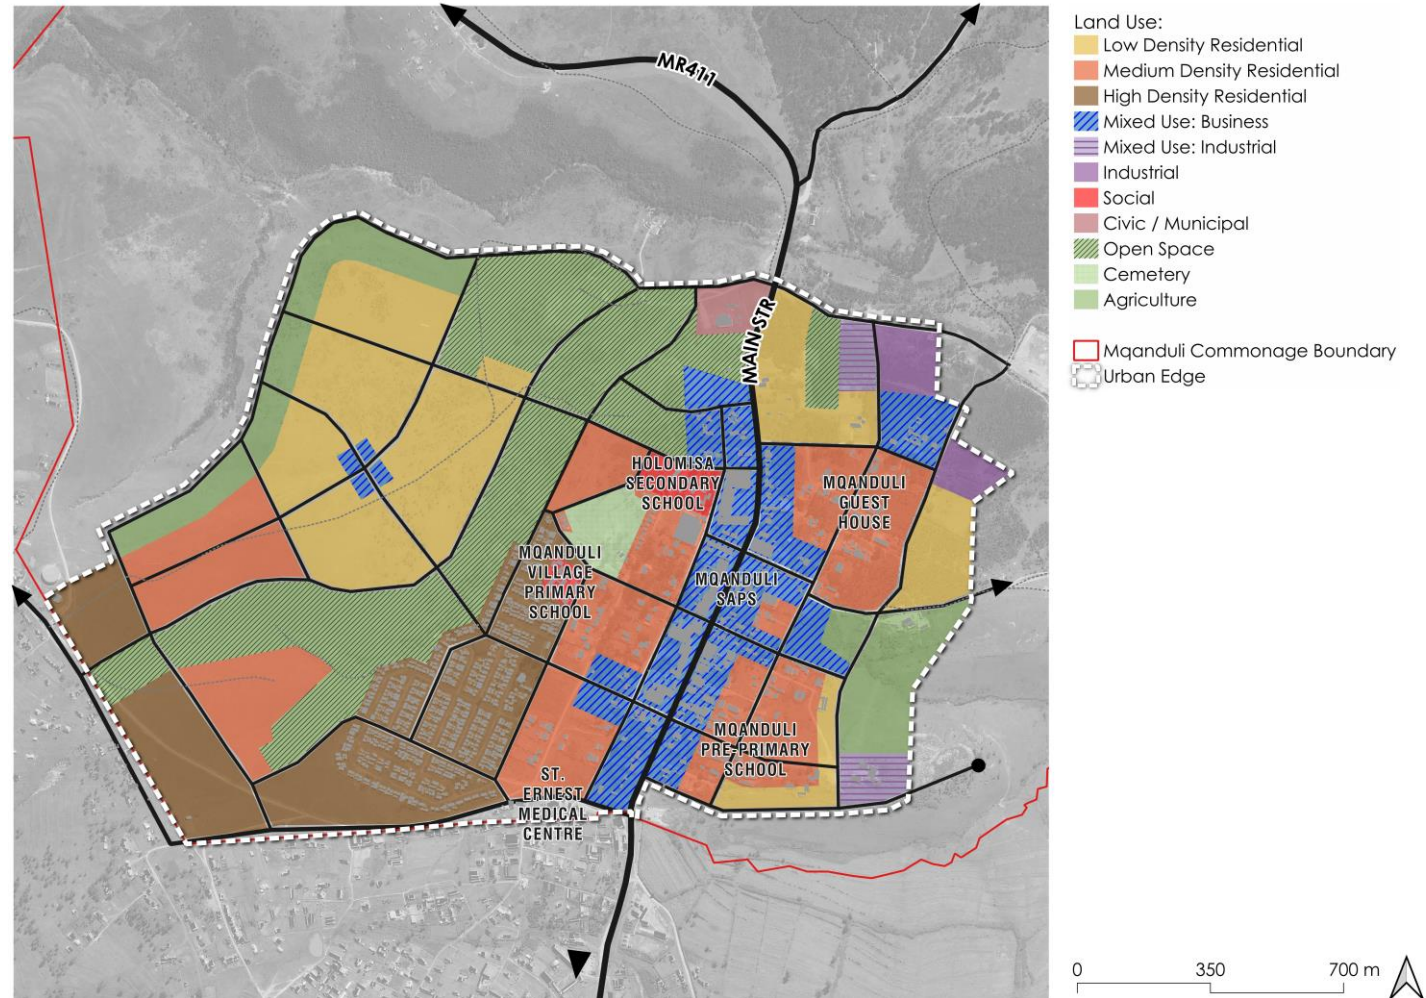 MR411
MAIN STR
HOLOMISA
SECONDARY
SCHOOL
MQANDULI
GUEST
HOUSE
MQANDULI
VILLAGE
PRIMARY
SCHOOL
MQANDULI
SAPS
MQANDULI
PRE-PRIMARY
SCHOOL
ST.
ERNEST
MEDICAL
CENTRE
Land Use:
Low Density Residential
Medium Density Residential
High Density Residential
Mixed Use: Business
Mixed Use: Industrial
Industrial
Social
Civic / Municipal
Open Space
Cemetery
Agriculture
Mqanduli Commonage Boundary
Urban Edge
0 350 700 m